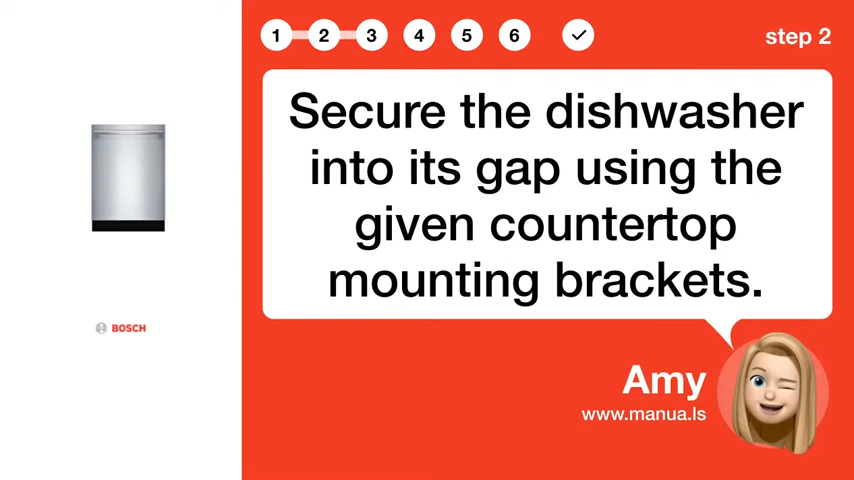 1 2 3 4 5 6 step 2
Secure the dishwasher
into its gap using the
given countertop
mounting brackets.
BOSCH
Amy
www.manua.ls